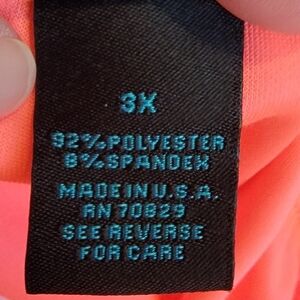 3X
92%POLYESTER
8%SPANDEX
MADE IN U.S.A.
RN 70829
SEE REVERSE
FOR CARE